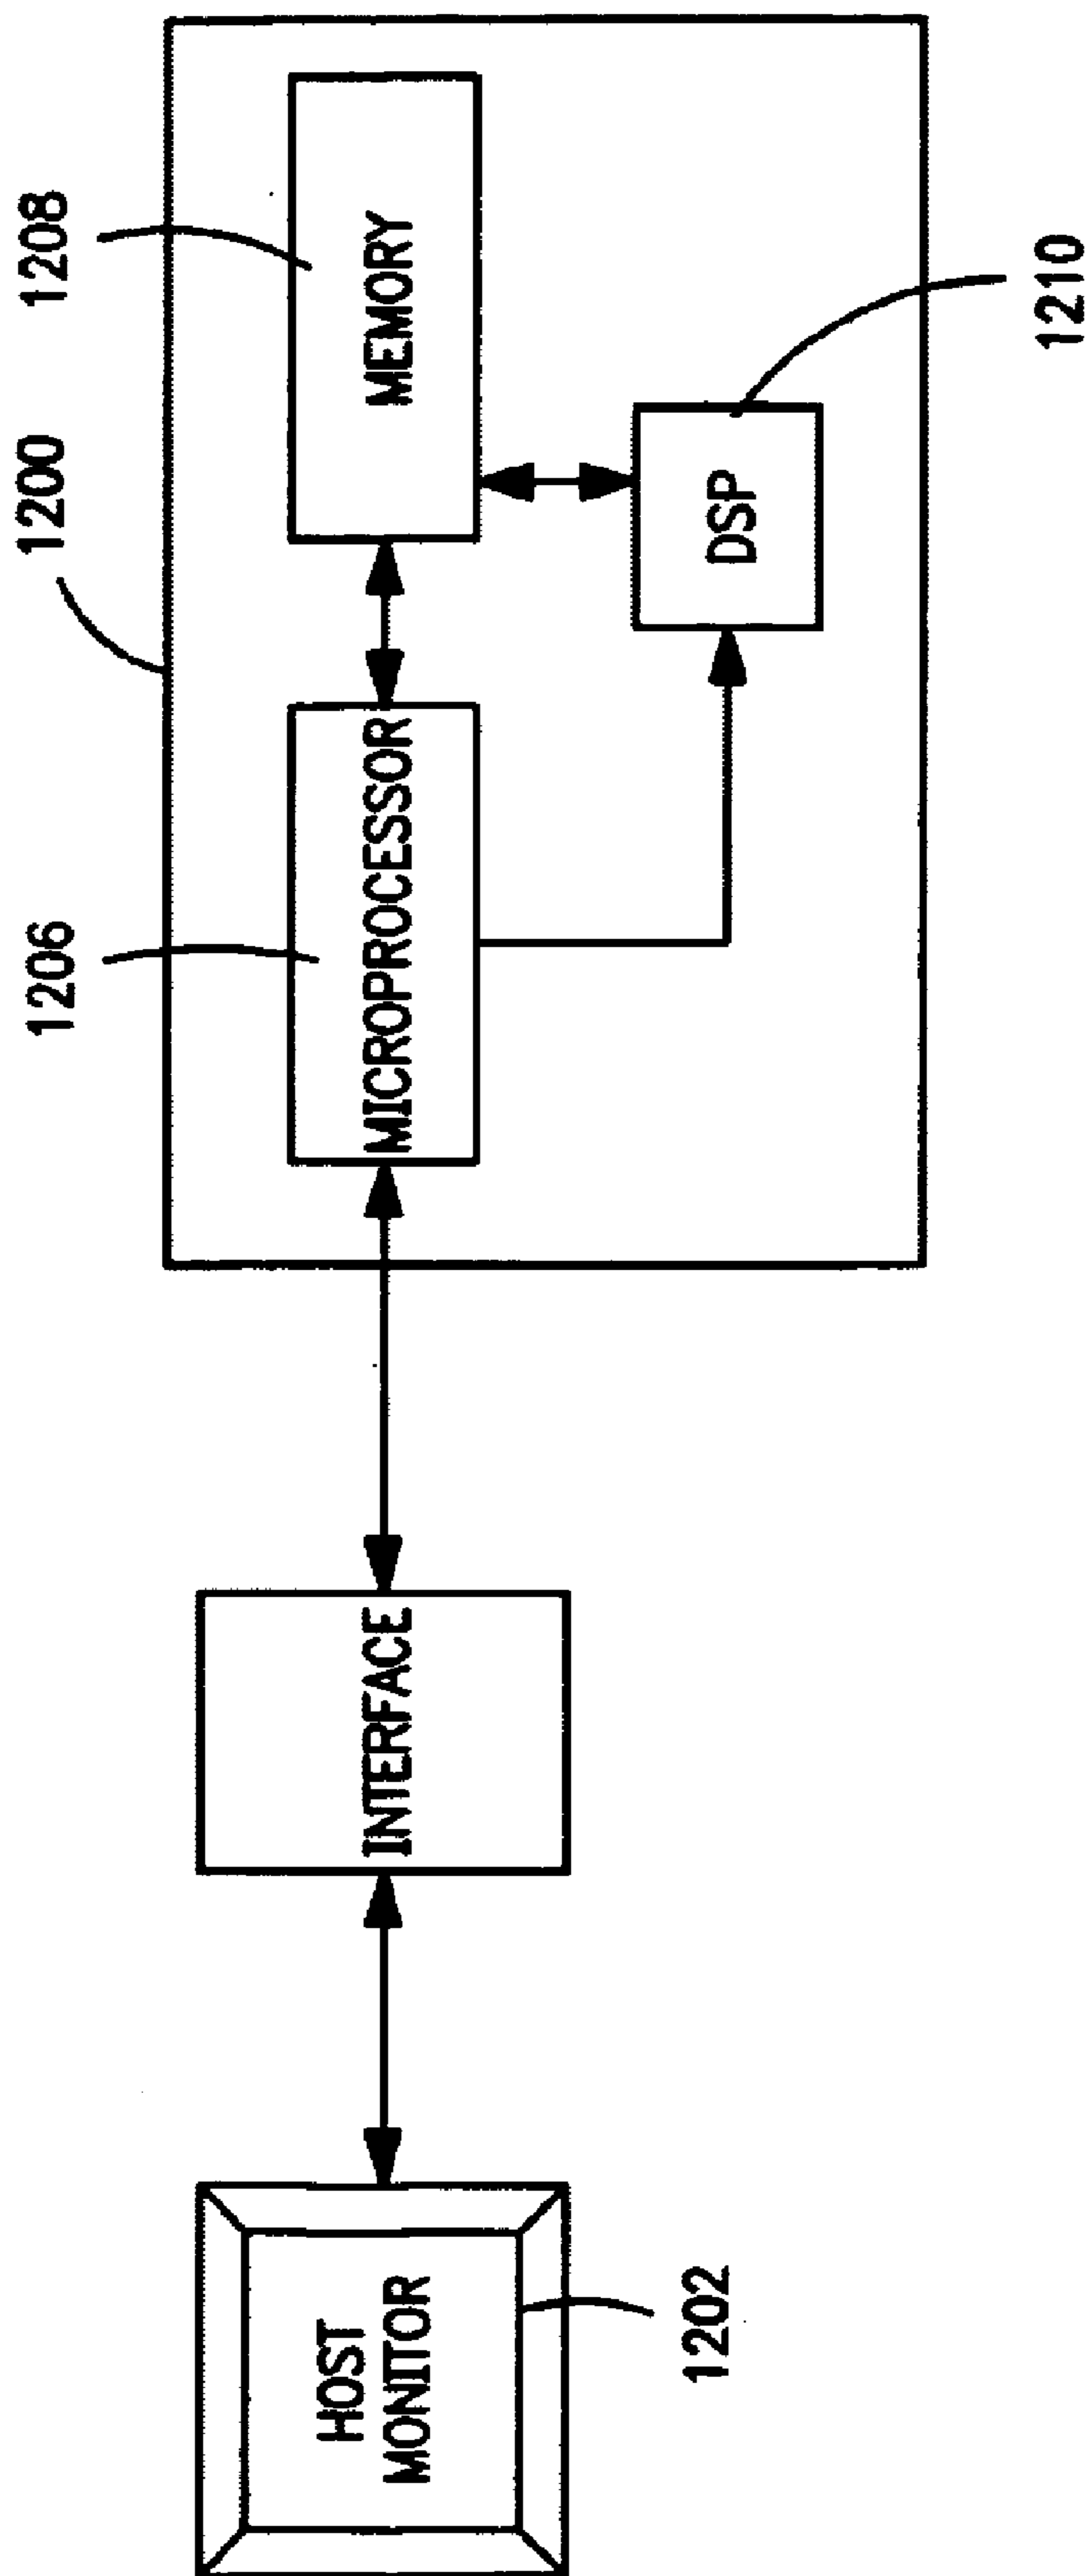 1200
1208
1206
MEMORY
MICROPROCESSOR
DSP
1210
INTERFACE
HOST
MONITOR
1202